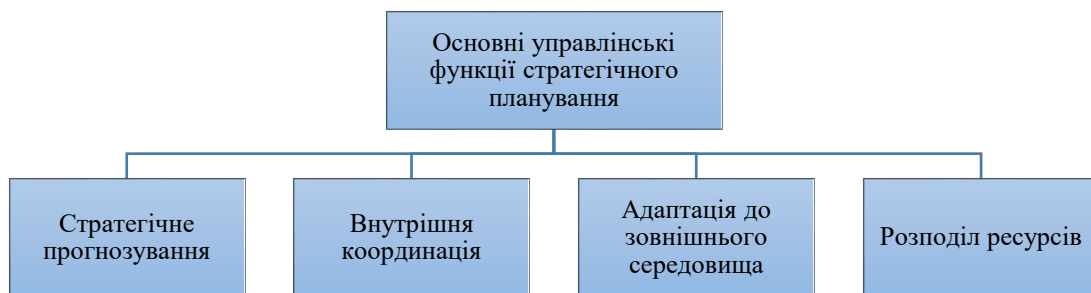 Основні управлінські
функції стратегічного
планування
Стратегічне
прогнозування
Внутрішня
координація
Адаптація до
зовнішнього
середовища
Розподіл ресурсів